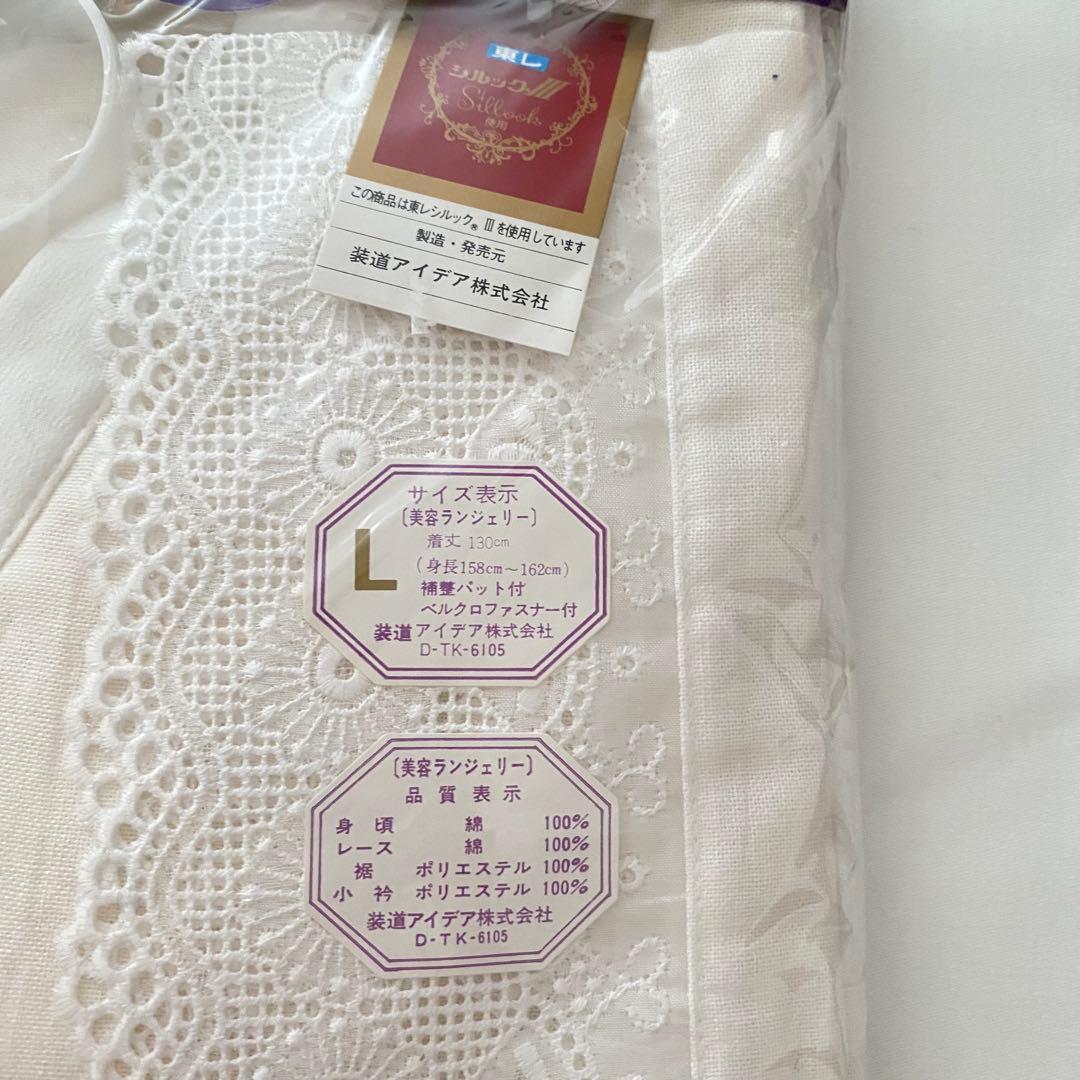 東レ
シルックⅢ
Sillook
使用
この商品は東レシルック®Ⅲを使用しています
製造・発売元
装道アイデア株式会社
サイズ表示
〔美容ランジェリー〕
L
着丈 130cm
(身長158cm～162cm)
補整パット付
ベルクロファスナー付
装道アイデア株式会社
D-TK-6105
〔美容ランジェリー〕
品質表示
身頃 綿 100%
レース 綿 100%
裾 ポリエステル 100%
小衿 ポリエステル 100%
装道アイデア株式会社
D-TK-6105